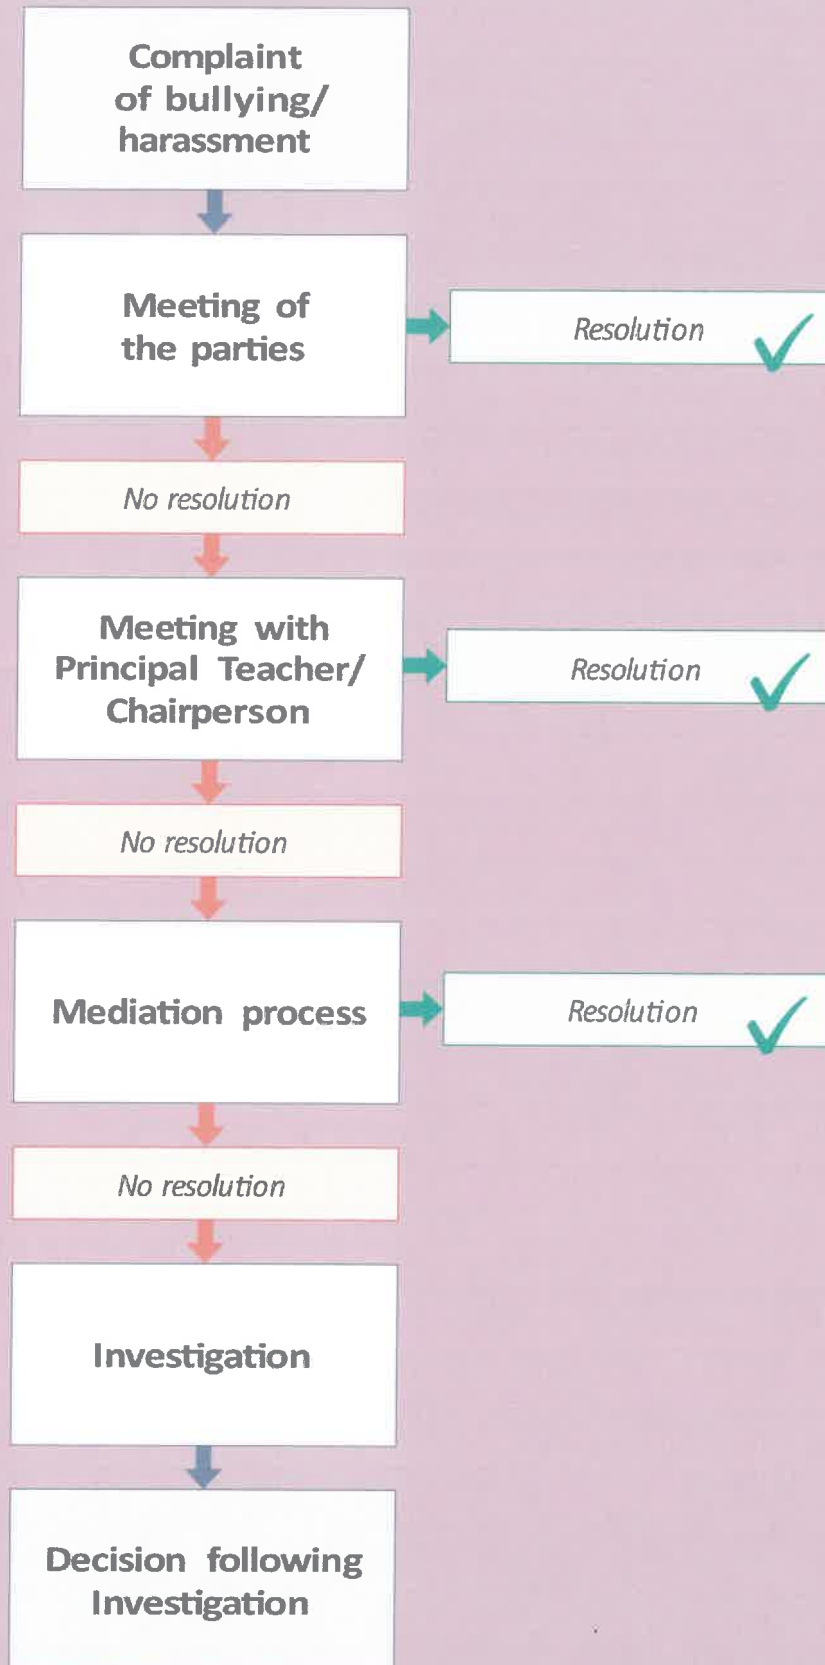 Complaint
of bullying/
harassment
Meeting of
the parties
Resolution
No resolution
Meeting with
Principal Teacher/
Chairperson
Resolution
No resolution
Mediation process
Resolution
No resolution
Investigation
Decision following
Investigation